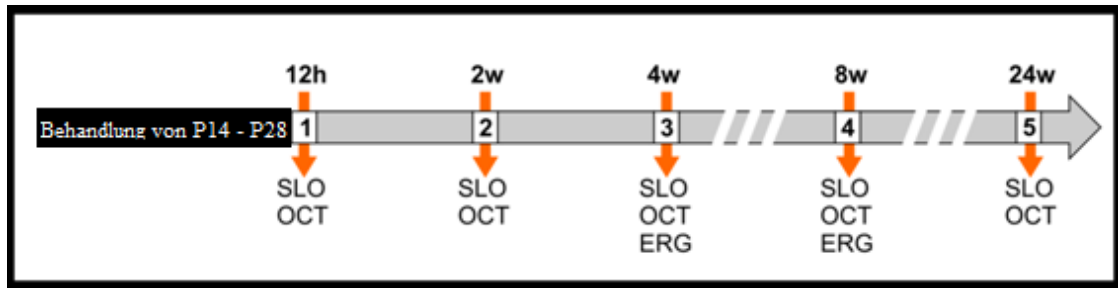 12h 2w 4w 8w 24w
Behandlung von P14 - P28 1 2 3 4 5
SLO SLO SLO SLO SLO
OCT OCT OCT OCT OCT
ERG ERG